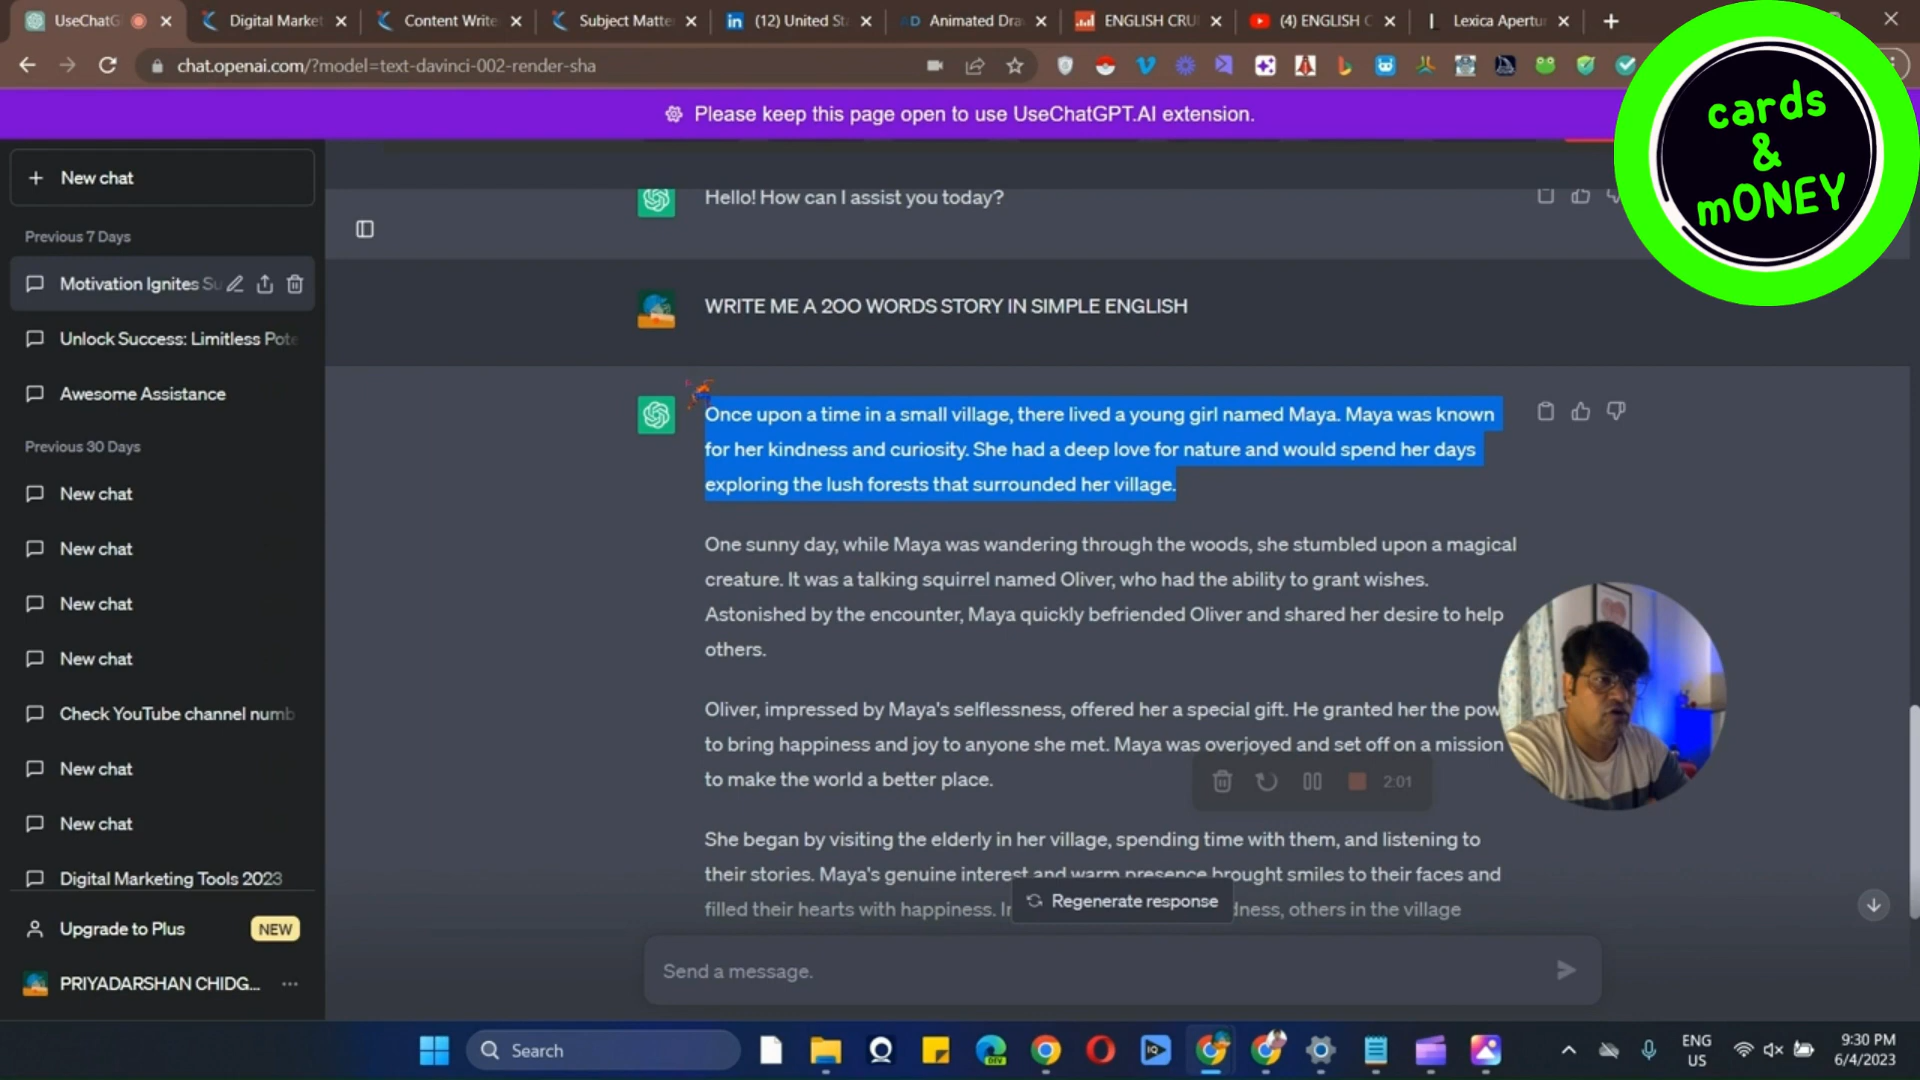 UseChatG
Digital Market
Content Write
Subject Matte
(12) United St
Animated Dra
ENGLISH CRU
(4) ENGLISH C
Lexica Apertu
chat.openai.com/?model=text-davinci-002-render-sha
Please keep this page open to use UseChatGPT.AI extension.
cards
&
mONEY
New chat
Previous 7 Days
Motivation Ignites Su
Unlock Success: Limitless Pote
Awesome Assistance
Previous 30 Days
New chat
New chat
New chat
New chat
Check YouTube channel numb
New chat
New chat
Digital Marketing Tools 2023
Upgrade to Plus NEW
PRIYADARSHAN CHIDG...
Hello! How can I assist you today?
WRITE ME A 2OO WORDS STORY IN SIMPLE ENGLISH
Once upon a time in a small village, there lived a young girl named Maya. Maya was known
for her kindness and curiosity. She had a deep love for nature and would spend her days
exploring the lush forests that surrounded her village.
One sunny day, while Maya was wandering through the woods, she stumbled upon a magical
creature. It was a talking squirrel named Oliver, who had the ability to grant wishes.
Astonished by the encounter, Maya quickly befriended Oliver and shared her desire to help
others.
Oliver, impressed by Maya's selflessness, offered her a special gift. He granted her the pow
to bring happiness and joy to anyone she met. Maya was overjoyed and set off on a mission
to make the world a better place.
2:01
She began by visiting the elderly in her village, spending time with them, and listening to
their stories. Maya's genuine interest and warm presence brought smiles to their faces and
filled their hearts with happiness. In dness, others in the village
Regenerate response
Send a message.
Search
DEV
IQ
ENG
US
9:30 PM
6/4/2023